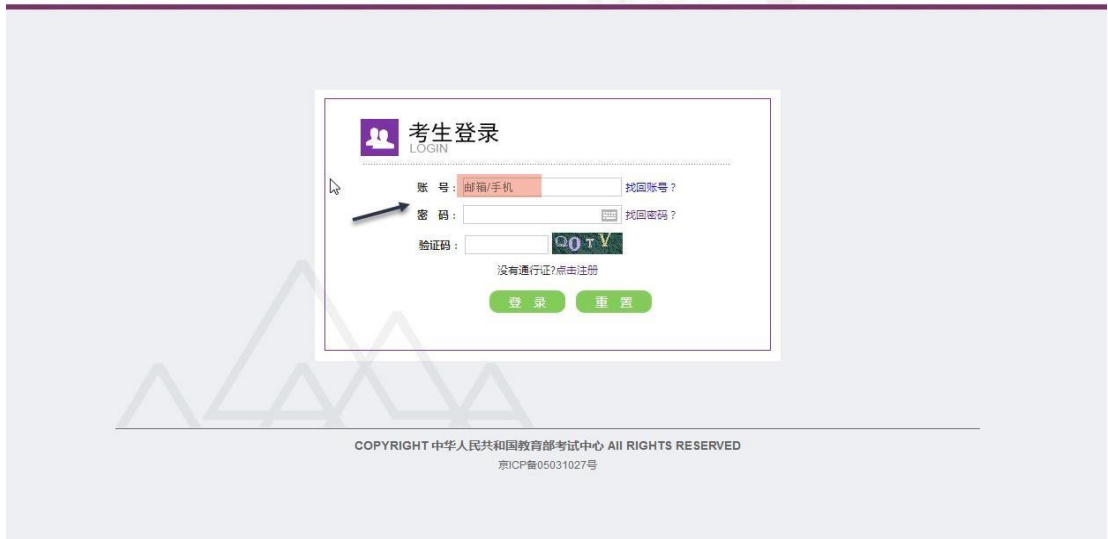 考生登录
LOGIN
账 号: 邮箱/手机 找回账号?
密 码: 找回密码?
验证码: QOTV
没有通行证?点击注册
登 录 重 置
COPYRIGHT 中华人民共和国教育部考试中心 All RIGHTS RESERVED
京ICP备05031027号